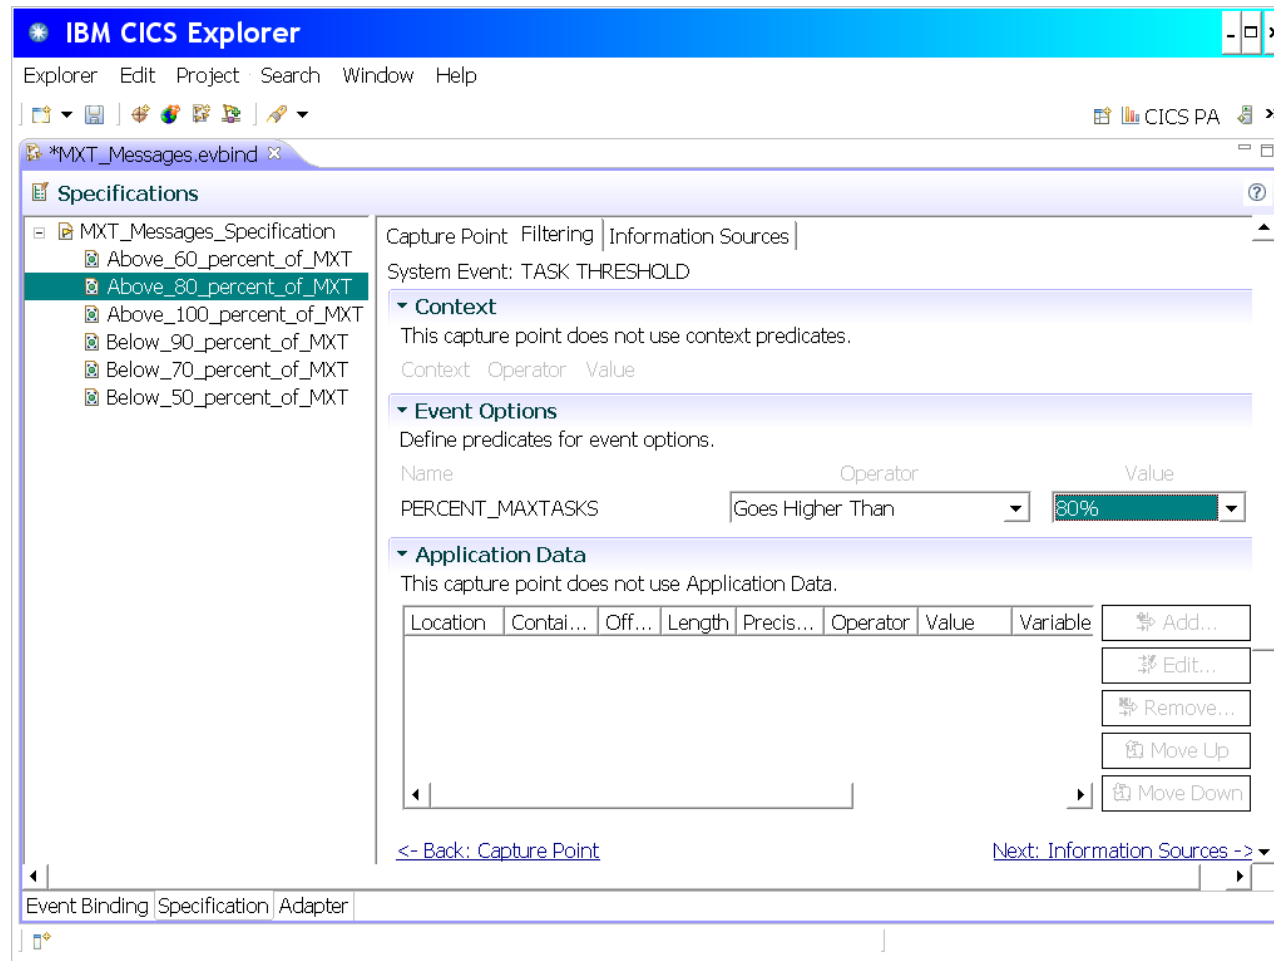 IBM CICS Explorer
Explorer Edit Project Search Window Help
CICS PA
*MXT_Messages.evbind
Specifications
MXT_Messages_Specification
Above_60_percent_of_MXT
Above_80_percent_of_MXT
Above_100_percent_of_MXT
Below_90_percent_of_MXT
Below_70_percent_of_MXT
Below_50_percent_of_MXT
Capture Point Filtering Information Sources
System Event: TASK THRESHOLD
Context
This capture point does not use context predicates.
Context Operator Value
Event Options
Define predicates for event options.
Name Operator Value
PERCENT_MAXTASKS Goes Higher Than 80%
Application Data
This capture point does not use Application Data.
Location Contai... Off... Length Precis... Operator Value Variable
Add...
Edit...
Remove...
Move Up
Move Down
<- Back: Capture Point Next: Information Sources ->
Event Binding Specification Adapter